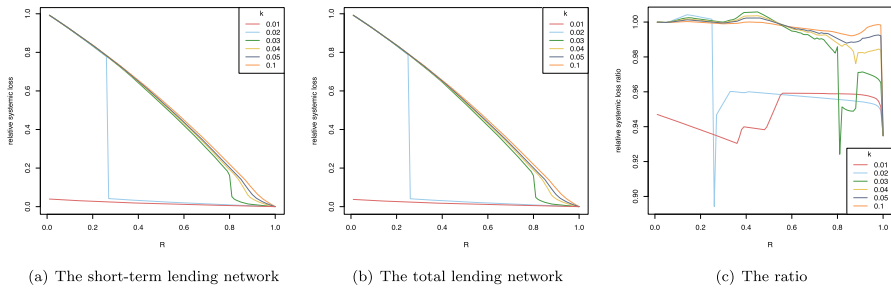 relative systemic loss
1.0
0.8
0.6
0.4
0.2
0.0
0.0 0.2 0.4 0.6 0.8 1.0
R
k
0.01
0.02
0.03
0.04
0.05
0.1
(a) The short-term lending network
relative systemic loss
1.0
0.8
0.6
0.4
0.2
0.0
0.0 0.2 0.4 0.6 0.8 1.0
R
k
0.01
0.02
0.03
0.04
0.05
0.1
(b) The total lending network
relative systemic loss ratio
1.00
0.98
0.96
0.94
0.92
0.90
0.0 0.2 0.4 0.6 0.8 1.0
R
k
0.01
0.02
0.03
0.04
0.05
0.1
(c) The ratio